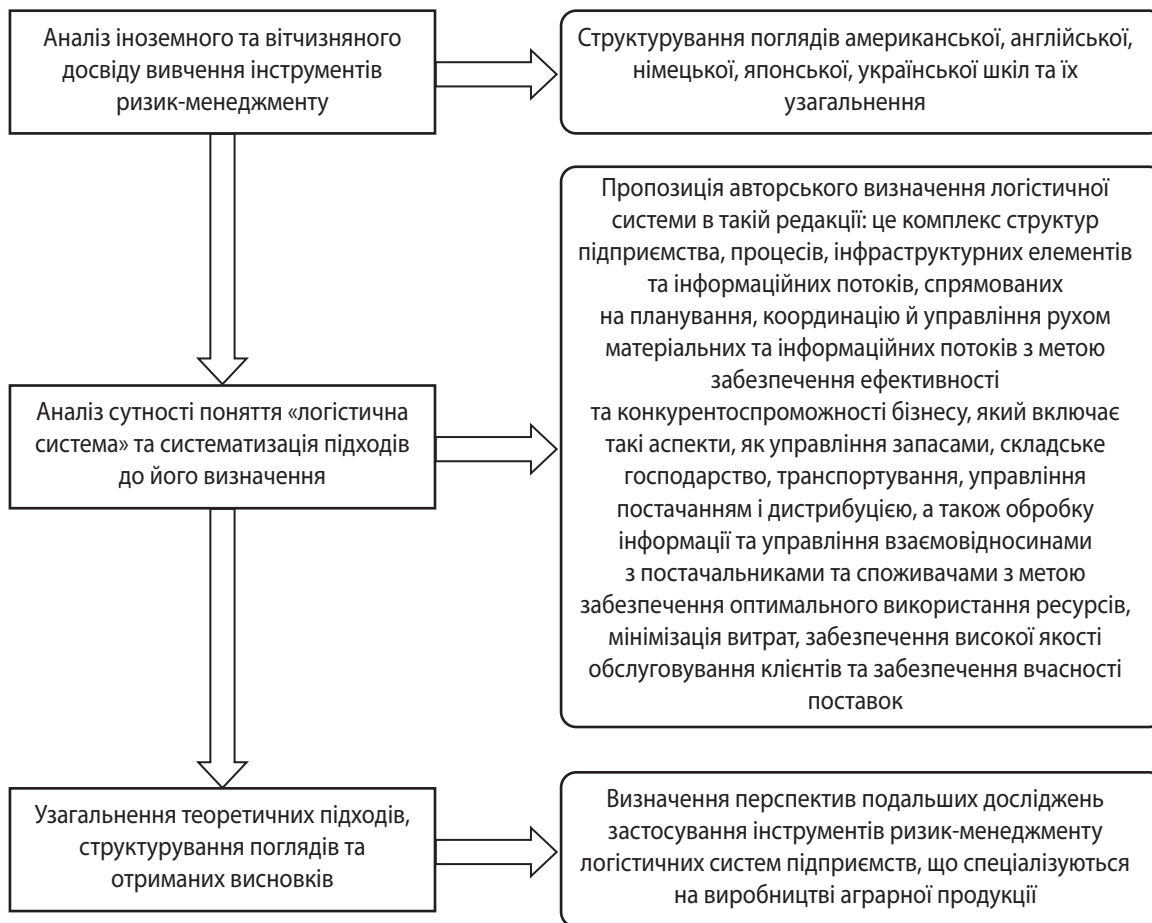 Аналіз іноземного та вітчизняного
досвіду вивчення інструментів
ризик-менеджменту
Структурування поглядів американської, англійської,
німецької, японської, української шкіл та їх
узагальнення
Пропозиція авторського визначення логістичної
системи в такій редакції: це комплекс структур
підприємства, процесів, інфраструктурних елементів
та інформаційних потоків, спрямованих
на планування, координацію й управління рухом
матеріальних та інформаційних потоків з метою
забезпечення ефективності
та конкурентоспроможності бізнесу, який включає
такі аспекти, як управління запасами, складське
господарство, транспортування, управління
постачанням і дистрибуцією, а також обробку
інформації та управління взаємовідносинами
з постачальниками та споживачами з метою
забезпечення оптимального використання ресурсів,
мінімізація витрат, забезпечення високої якості
обслуговування клієнтів та забезпечення вчасності
поставок
Аналіз сутності поняття «логістична
система» та систематизація підходів
до його визначення
Узагальнення теоретичних підходів,
структурування поглядів та
отриманих висновків
Визначення перспектив подальших досліджень
застосування інструментів ризик-менеджменту
логістичних систем підприємств, що спеціалізуються
на виробництві аграрної продукції